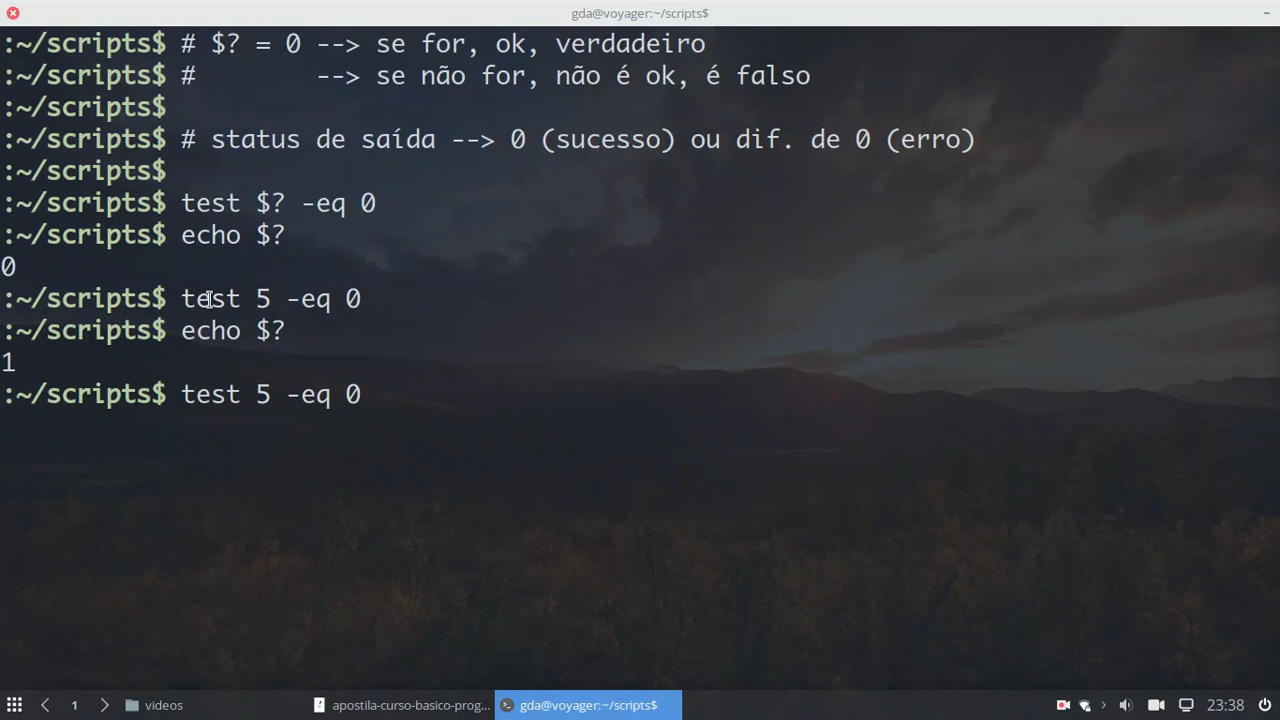 gda@voyager:~/scripts$
:~/scripts$ # $? = 0 --> se for, ok, verdadeiro
:~/scripts$ #        --> se não for, não é ok, é falso
:~/scripts$
:~/scripts$ # status de saída --> 0 (sucesso) ou dif. de 0 (erro)
:~/scripts$
:~/scripts$ test $? -eq 0
:~/scripts$ echo $?
0
:~/scripts$ test 5 -eq 0
:~/scripts$ echo $?
1
:~/scripts$ test 5 -eq 0
1 videos apostila-curso-basico-prog... gda@voyager:~/scripts$ 23:38